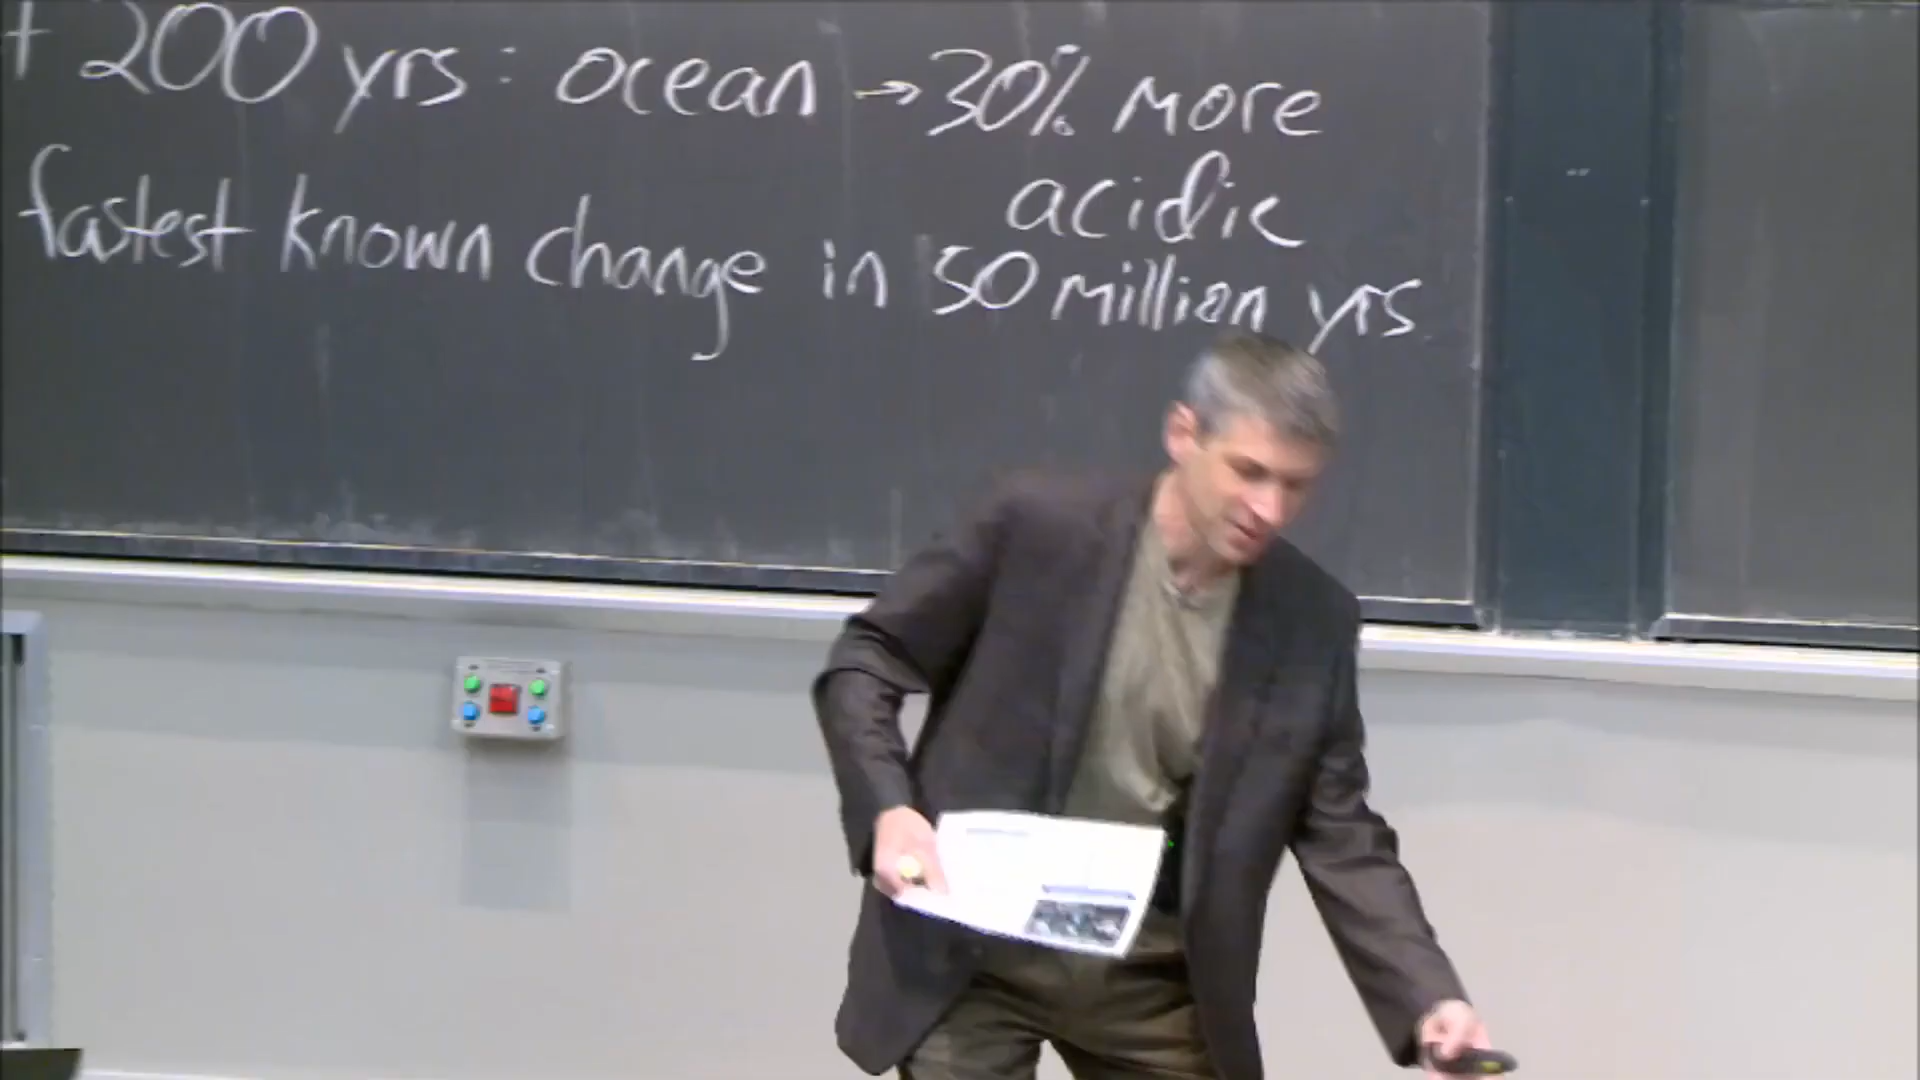 + 200 yrs: ocean → 30% more
acidic
fastest known change in 50 million yrs